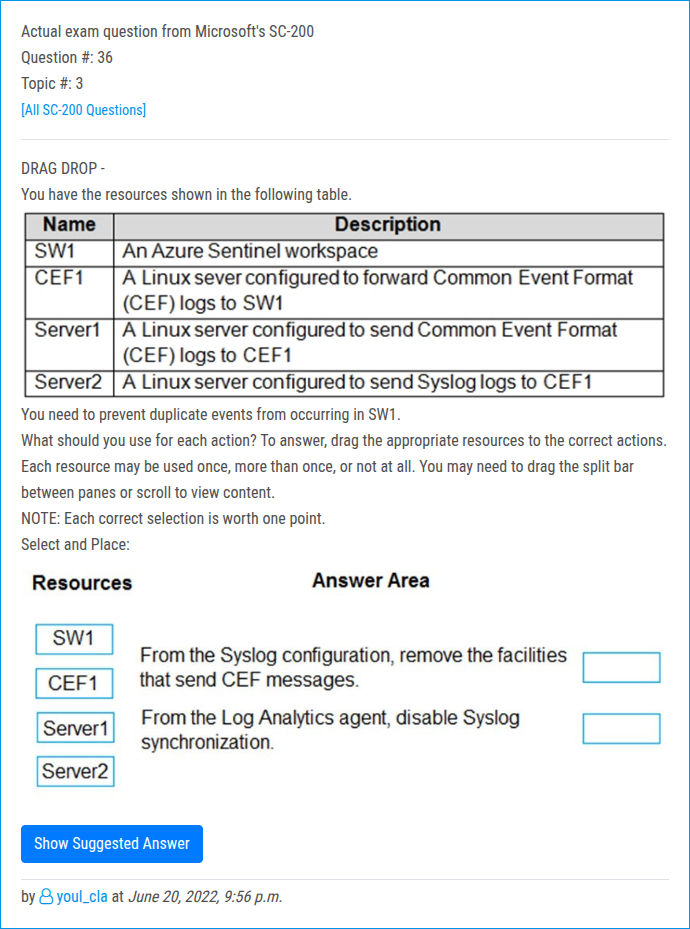 Actual exam question from Microsoft's SC-200
Question #: 36
Topic #: 3
[All SC-200 Questions]
DRAG DROP -
You have the resources shown in the following table.
Name Description
SW1 An Azure Sentinel workspace
CEF1 A Linux sever configured to forward Common Event Format
(CEF) logs to SW1
Server1 A Linux server configured to send Common Event Format
(CEF) logs to CEF1
Server2 A Linux server configured to send Syslog logs to CEF1
You need to prevent duplicate events from occurring in SW1.
What should you use for each action? To answer, drag the appropriate resources to the correct actions.
Each resource may be used once, more than once, or not at all. You may need to drag the split bar
between panes or scroll to view content.
NOTE: Each correct selection is worth one point.
Select and Place:
Resources Answer Area
SW1
CEF1
Server1
Server2
From the Syslog configuration, remove the facilities
that send CEF messages.
From the Log Analytics agent, disable Syslog
synchronization.
Show Suggested Answer
by youl_cla at June 20, 2022, 9:56 p.m.